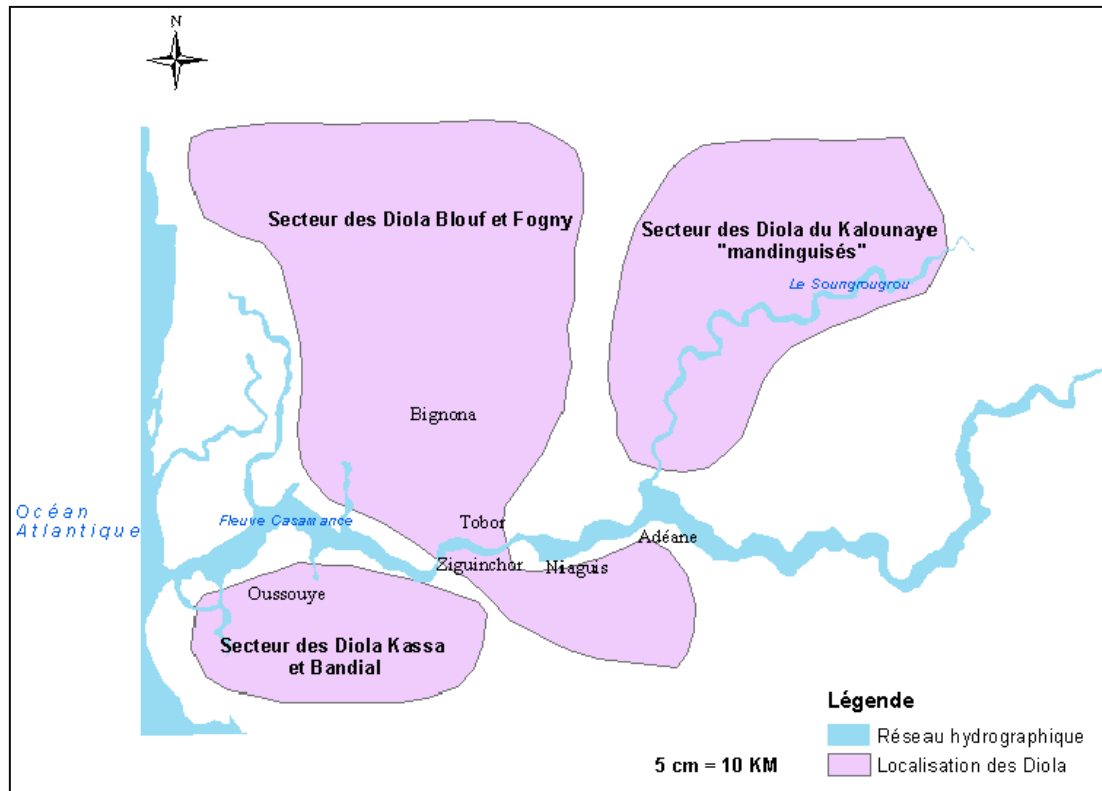 N
Secteur des Diola Blouf et Fogny
Secteur des Diola du Kalounaye
"mandinguisés"
Le Soungrougrou
Bignona
Océan
Atlantique
Fleuve Casamance
Tobor
Adéane
Ziguinchor
Niaguis
Oussouye
Secteur des Diola Kassa
et Bandial
Légende
Réseau hydrographique
5 cm = 10 KM
Localisation des Diola